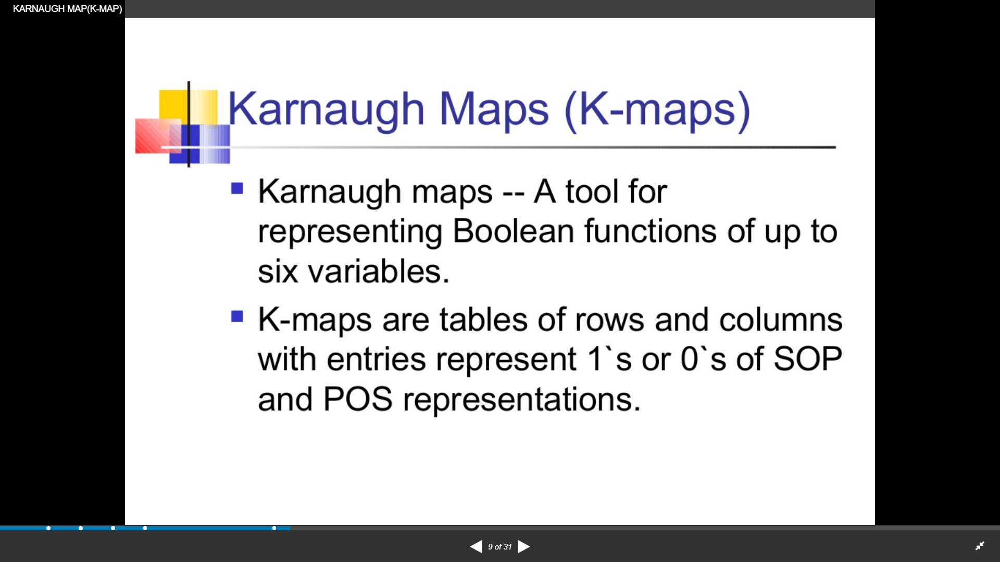 KARNAUGH MAP(K-MAP)
Karnaugh Maps (K-maps)
Karnaugh maps -- A tool for
representing Boolean functions of up to
six variables.
K-maps are tables of rows and columns
with entries represent 1`s or 0`s of SOP
and POS representations.
9 of 31